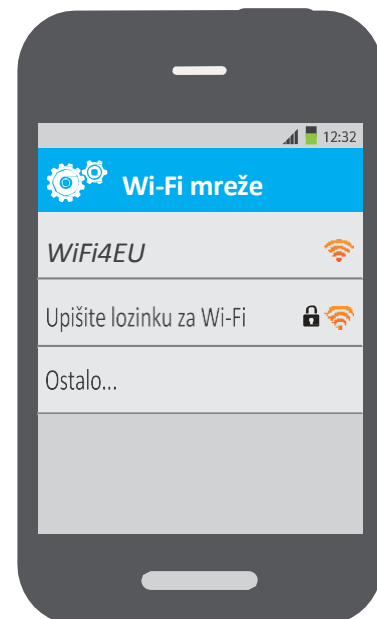 12:32
Wi-Fi mreže
WiFi4EU
Upišite lozinku za Wi-Fi
Ostalo...